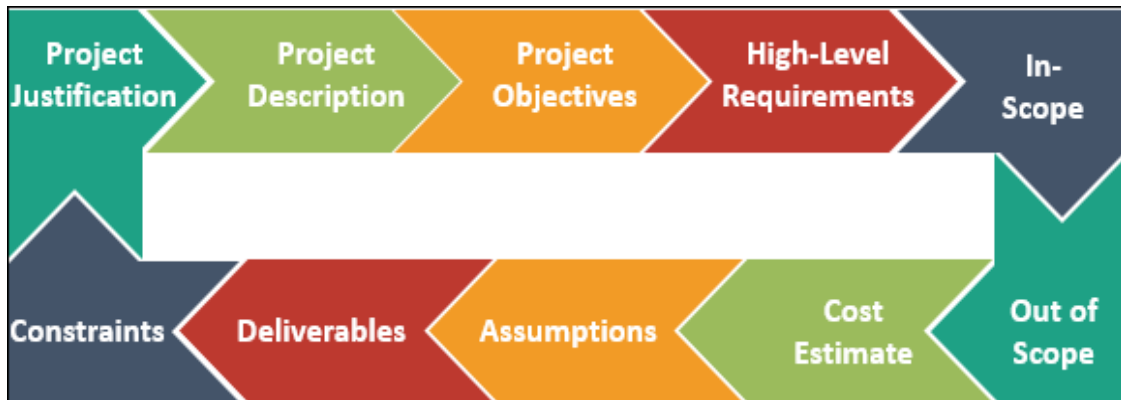 Project
Justification
Project
Description
Project
Objectives
High-Level
Requirements
In-
Scope
Out of
Scope
Cost
Estimate
Assumptions
Deliverables
Constraints